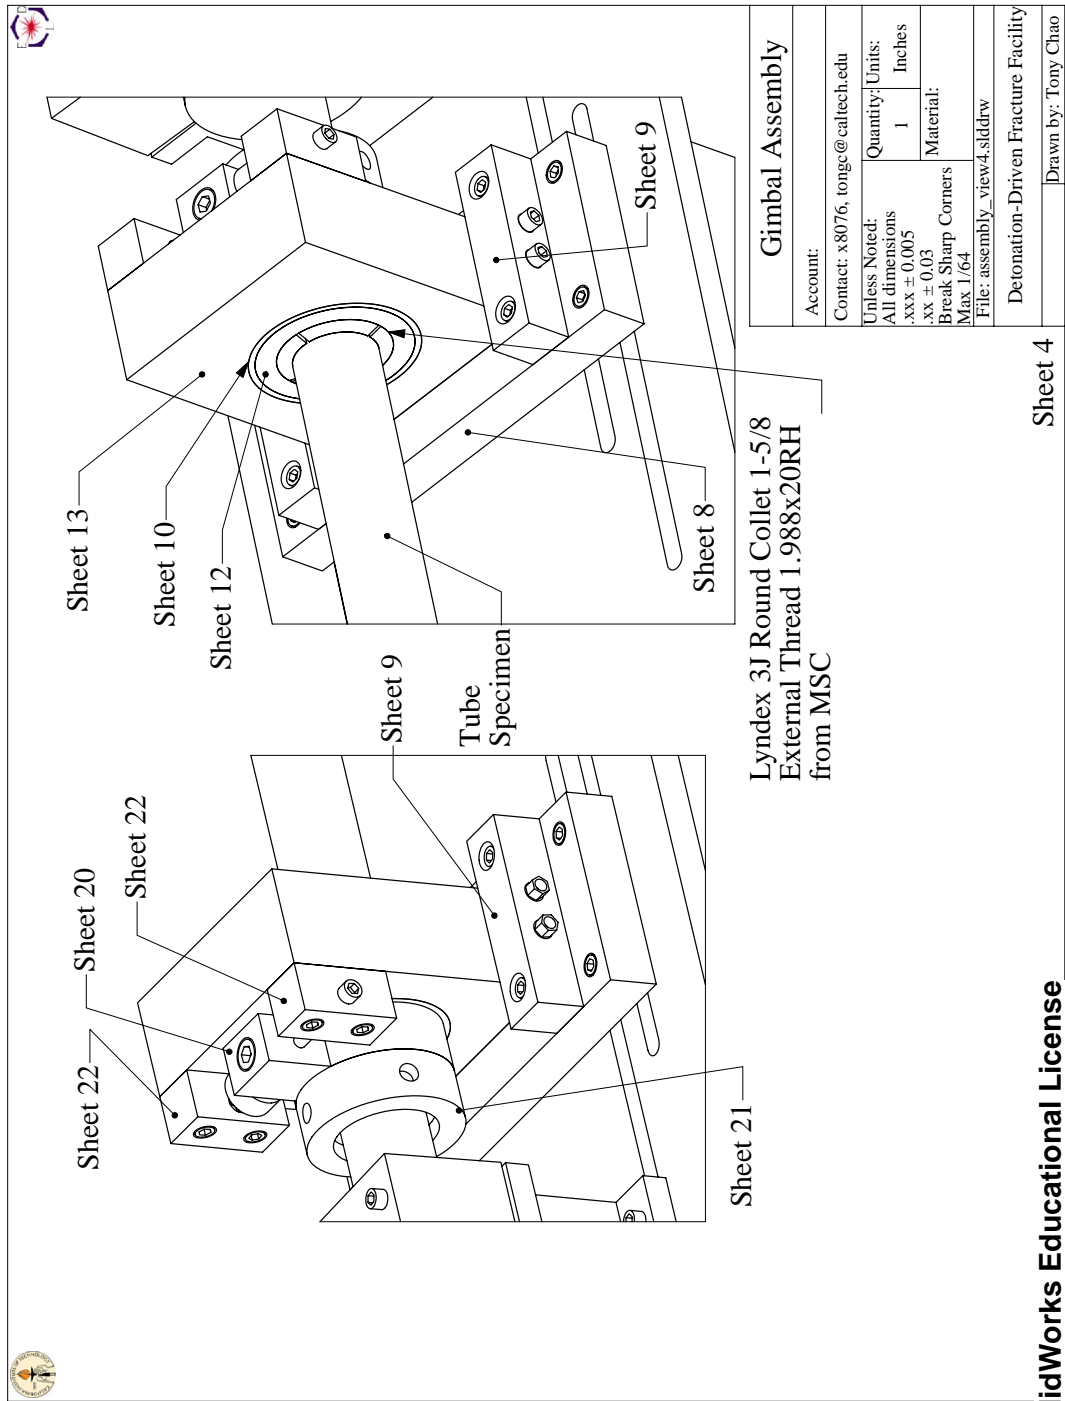 Sheet 22
Sheet 20
Sheet 22
Sheet 9
Sheet 21
Sheet 13
Sheet 10
Sheet 12
Tube
Specimen
Sheet 8
Sheet 9
Lyndex 3J Round Collet 1-5/8
External Thread 1.988x20RH
from MSC
Gimbal Assembly
Account:
Contact: x8076, tongc@caltech.edu
Unless Noted:
All dimensions
.xxx ± 0.005
.xx ± 0.03
Break Sharp Corners
Max 1/64
Quantity:
1
Units:
Inches
Material:
File: assembly_view4.slddrw
Detonation-Driven Fracture Facility
Drawn by: Tony Chao
Sheet 4
idWorks Educational License
E D L